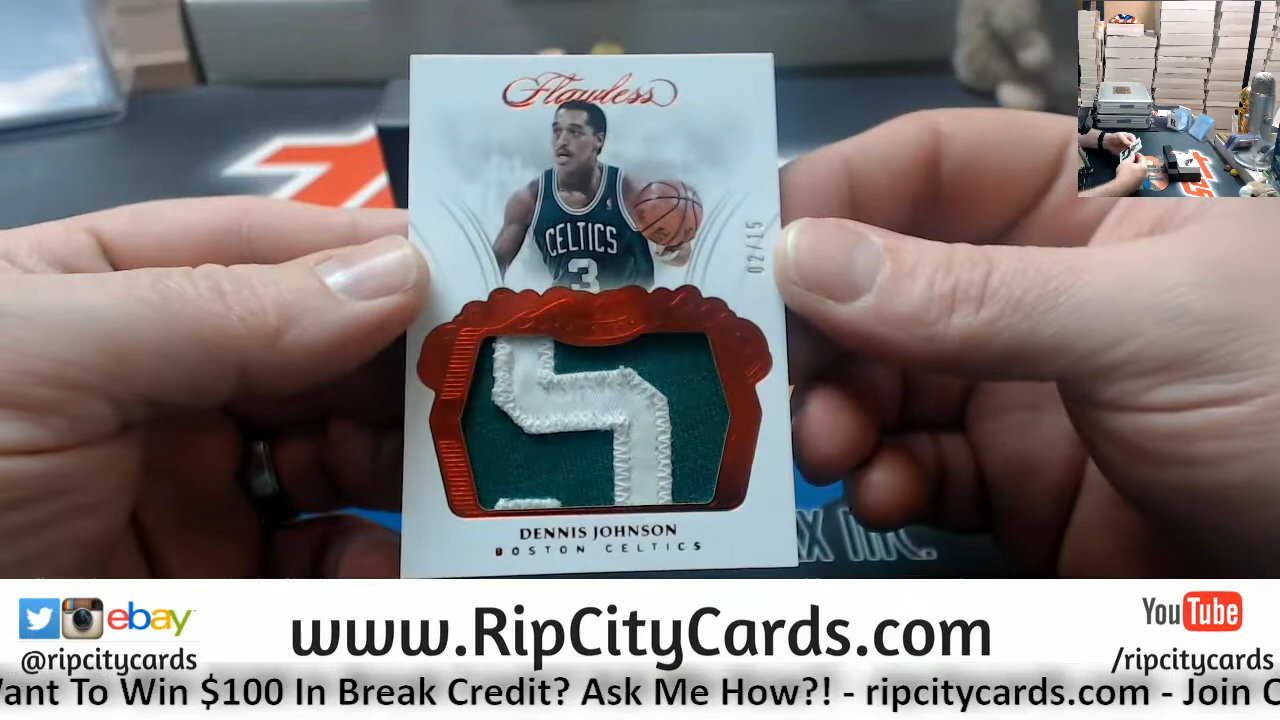 Flawless
CELTICS
3
02/15
DENNIS JOHNSON
BOSTON CELTICS
ebay
@ripcitycards
www.RipCityCards.com
YouTube
/ripcitycards
Want To Win $100 In Break Credit? Ask Me How?! - ripcitycards.com - Join